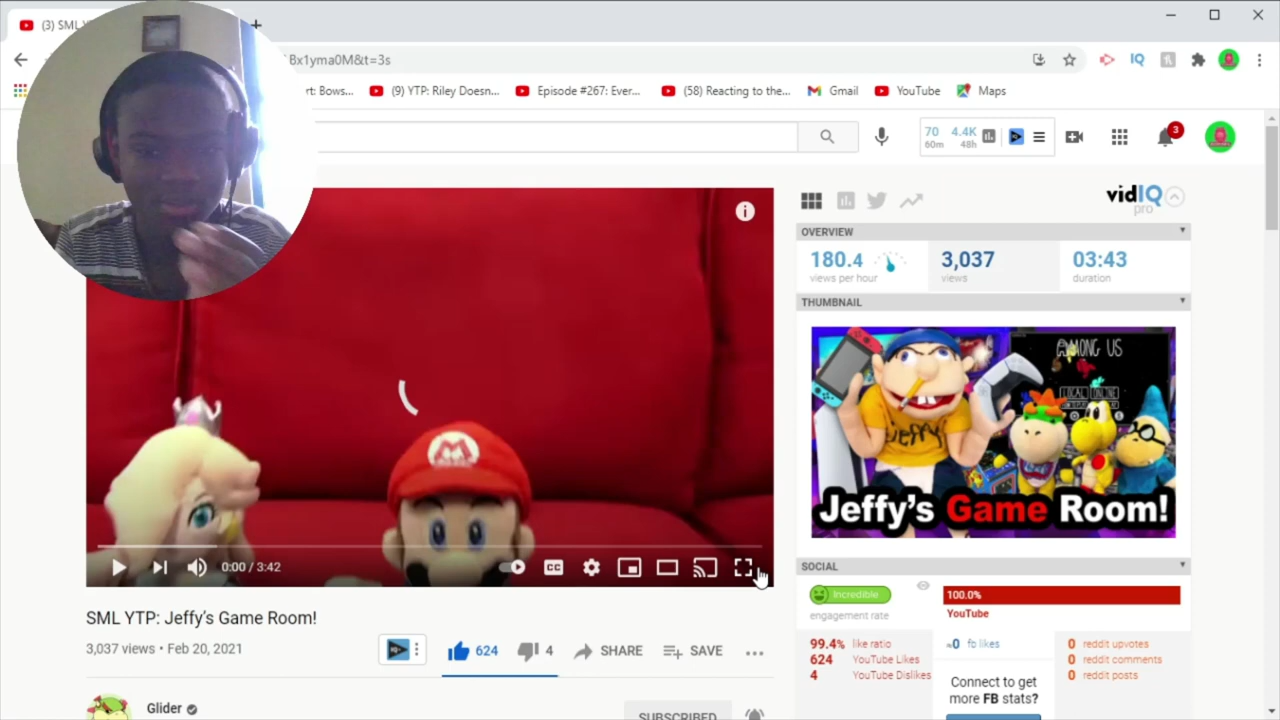 (3) SML
Bx1yma0M&t=3s
IQ
rt: Bows...
(9) YTP: Riley Doesn...
Episode #267: Ever...
(58) Reacting to the...
Gmail
YouTube
Maps
70
60m
4.4K
48h
3
vidIQ
pro
OVERVIEW
180.4
views per hour
3,037
views
03:43
duration
THUMBNAIL
AMONG US
LOCAL ONLINE
JEFFY
Jeffy's Game Room!
M
CC
0:00 / 3:42
SML YTP: Jeffy's Game Room!
3,037 views • Feb 20, 2021
624
4
SHARE
SAVE
Glider
SUBSCRIBED
SOCIAL
Incredible
engagement rate
100.0%
YouTube
99.4% like ratio
624 YouTube Likes
4 YouTube Dislikes
≈0 fb likes
Connect to get
more FB stats?
0 reddit upvotes
0 reddit comments
0 reddit posts